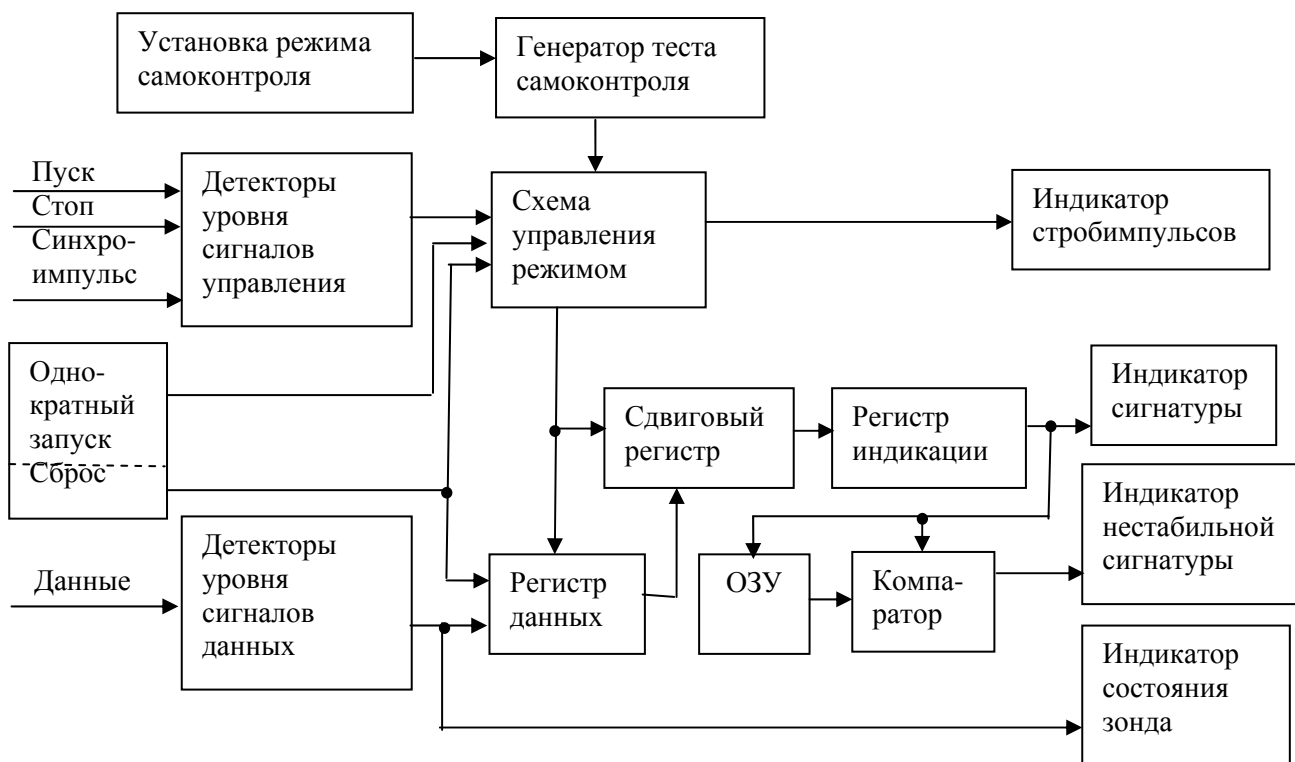 Установка режима
самоконтроля
Генератор теста
самоконтроля
Пуск
Стоп
Синхро-
импульс
Детекторы
уровня
сигналов
управления
Схема
управления
режимом
Индикатор
стробимпульсов
Одно-
кратный
запуск
Сброс
Сдвиговый
регистр
Регистр
индикации
Индикатор
сигнатуры
Данные
Детекторы
уровня
сигналов
данных
Регистр
данных
ОЗУ
Компа-
ратор
Индикатор
нестабильной
сигнатуры
Индикатор
состояния
зонда